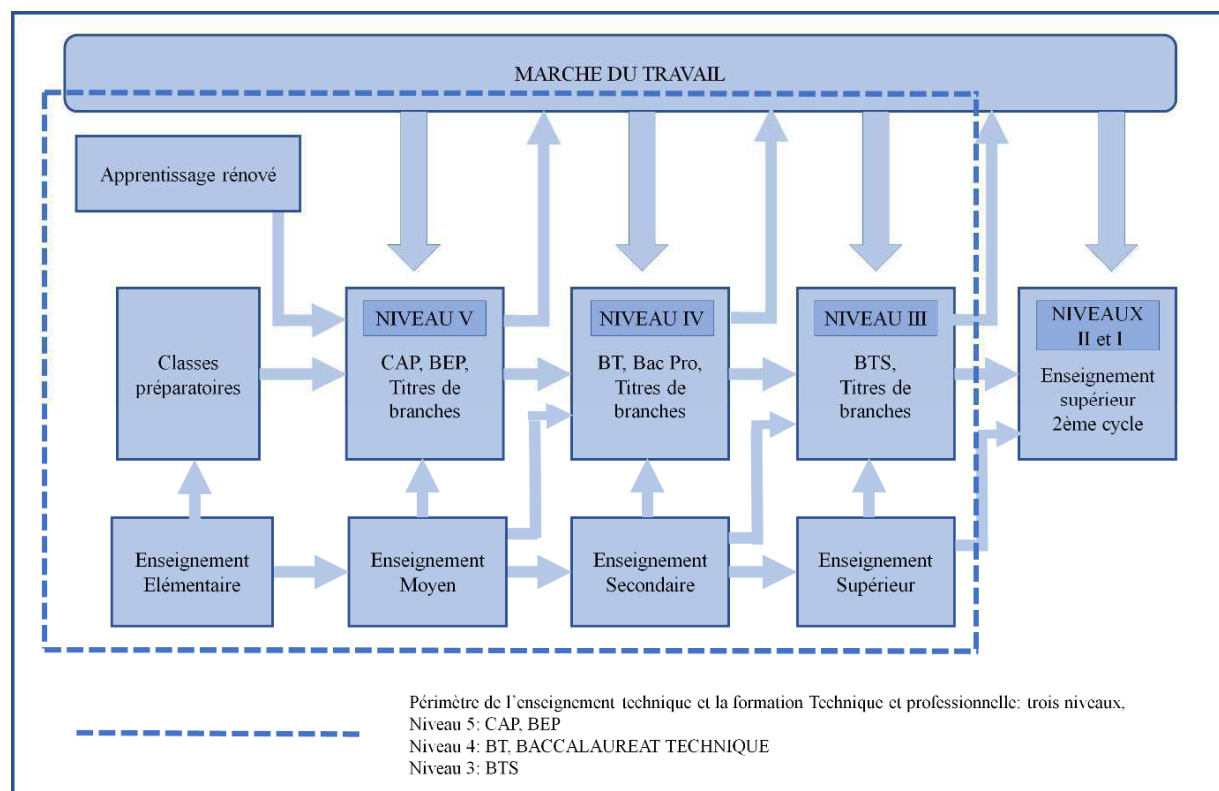 MARCHE DU TRAVAIL
Apprentissage rénové
Classes
préparatoires
NIVEAU V
CAP, BEP,
Titres de
branches
NIVEAU IV
BT, Bac Pro,
Titres de
branches
NIVEAU III
BTS,
Titres de
branches
NIVEAUX
II et I
Enseignement
supérieur
2ème cycle
Enseignement
Elémentaire
Enseignement
Moyen
Enseignement
Secondaire
Enseignement
Supérieur
Périmètre de l'enseignement technique et la formation Technique et professionnelle: trois niveaux,
Niveau 5: CAP, BEP
Niveau 4: BT, BACCALAUREAT TECHNIQUE
Niveau 3: BTS